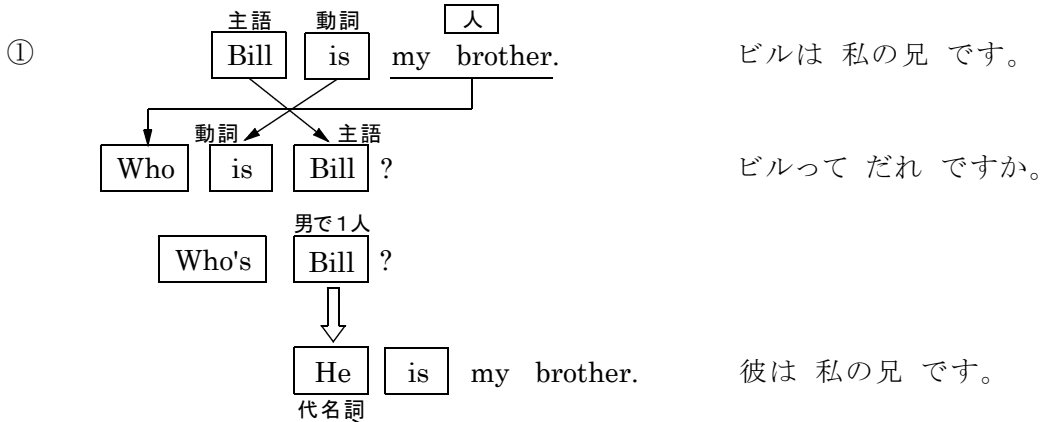 主語 動詞 人
① Bill is my brother. ビルは 私の兄 です。
動詞 主語
Who is Bill ? ビルって だれ ですか。
男で1人
Who's Bill ?
He is my brother. 彼は 私の兄 です。
代名詞